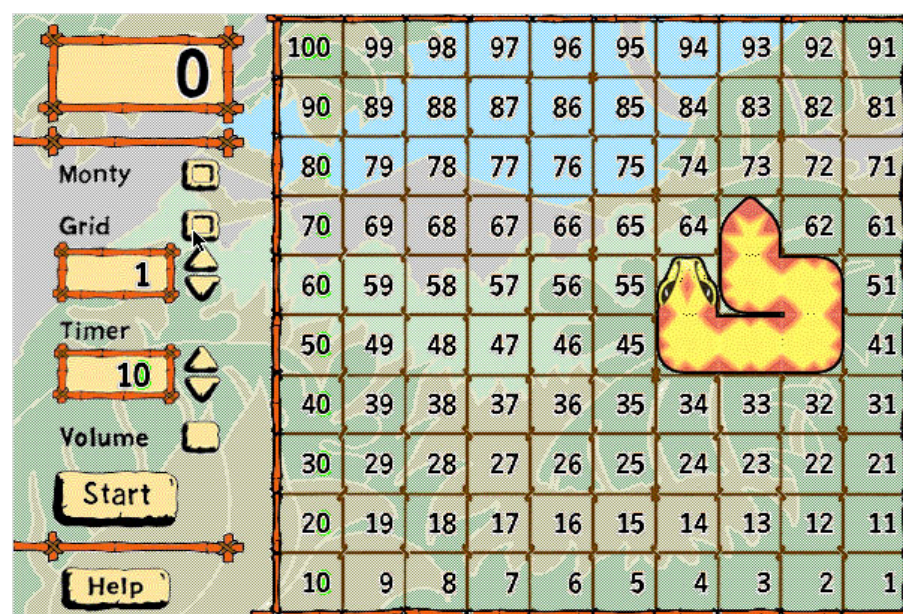 0
Monty
Grid
1
Timer
10
Volume
Start
Help
100 99 98 97 96 95 94 93 92 91
90 89 88 87 86 85 84 83 82 81
80 79 78 77 76 75 74 73 72 71
70 69 68 67 66 65 64 62 61
60 59 58 57 56 55 51
50 49 48 47 46 45 41
40 39 38 37 36 35 34 33 32 31
30 29 28 27 26 25 24 23 22 21
20 19 18 17 16 15 14 13 12 11
10 9 8 7 6 5 4 3 2 1